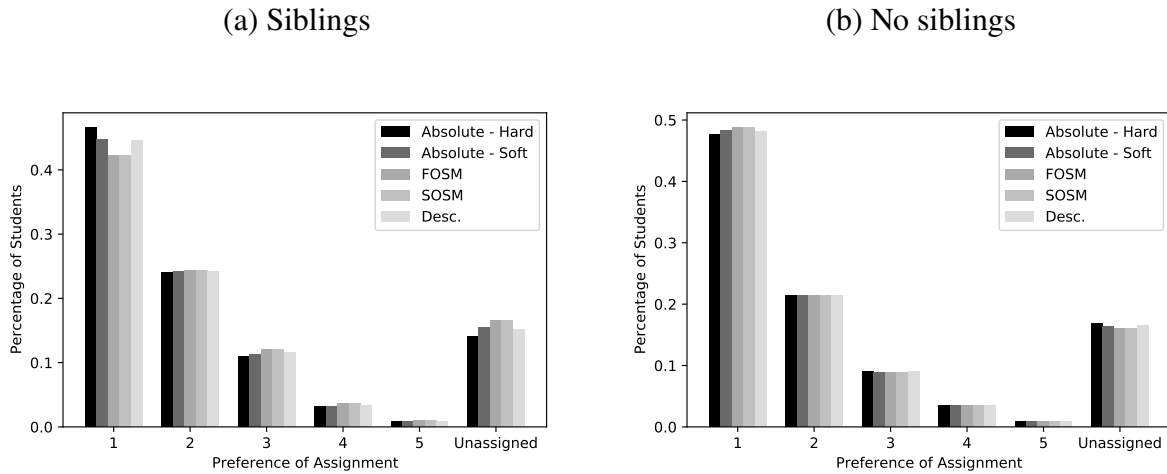 (a) Siblings
Percentage of Students
0.4
0.3
0.2
0.1
0.0
1 2 3 4 5 Unassigned
Preference of Assignment
Absolute - Hard
Absolute - Soft
FOSM
SOSM
Desc.
(b) No siblings
Percentage of Students
0.5
0.4
0.3
0.2
0.1
0.0
1 2 3 4 5 Unassigned
Preference of Assignment
Absolute - Hard
Absolute - Soft
FOSM
SOSM
Desc.